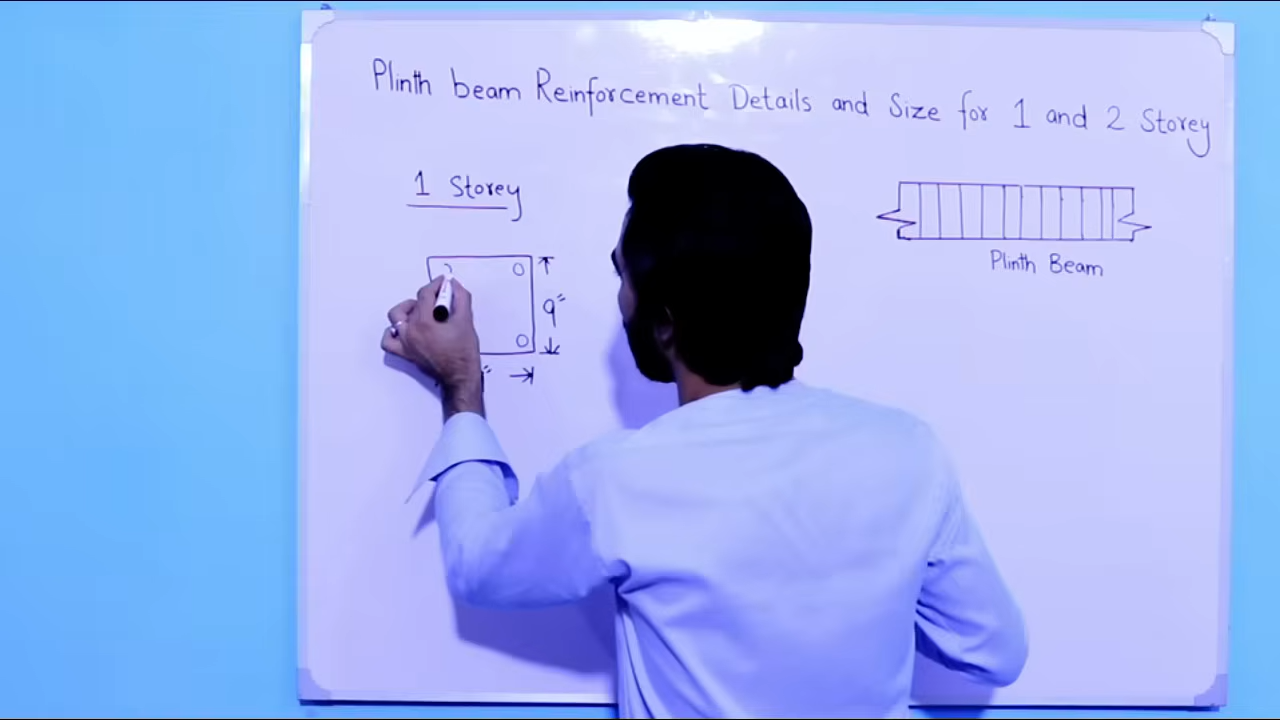 Plinth beam Reinforcement Details and Size for 1 and 2 Storey
1 Storey
9"
Plinth Beam